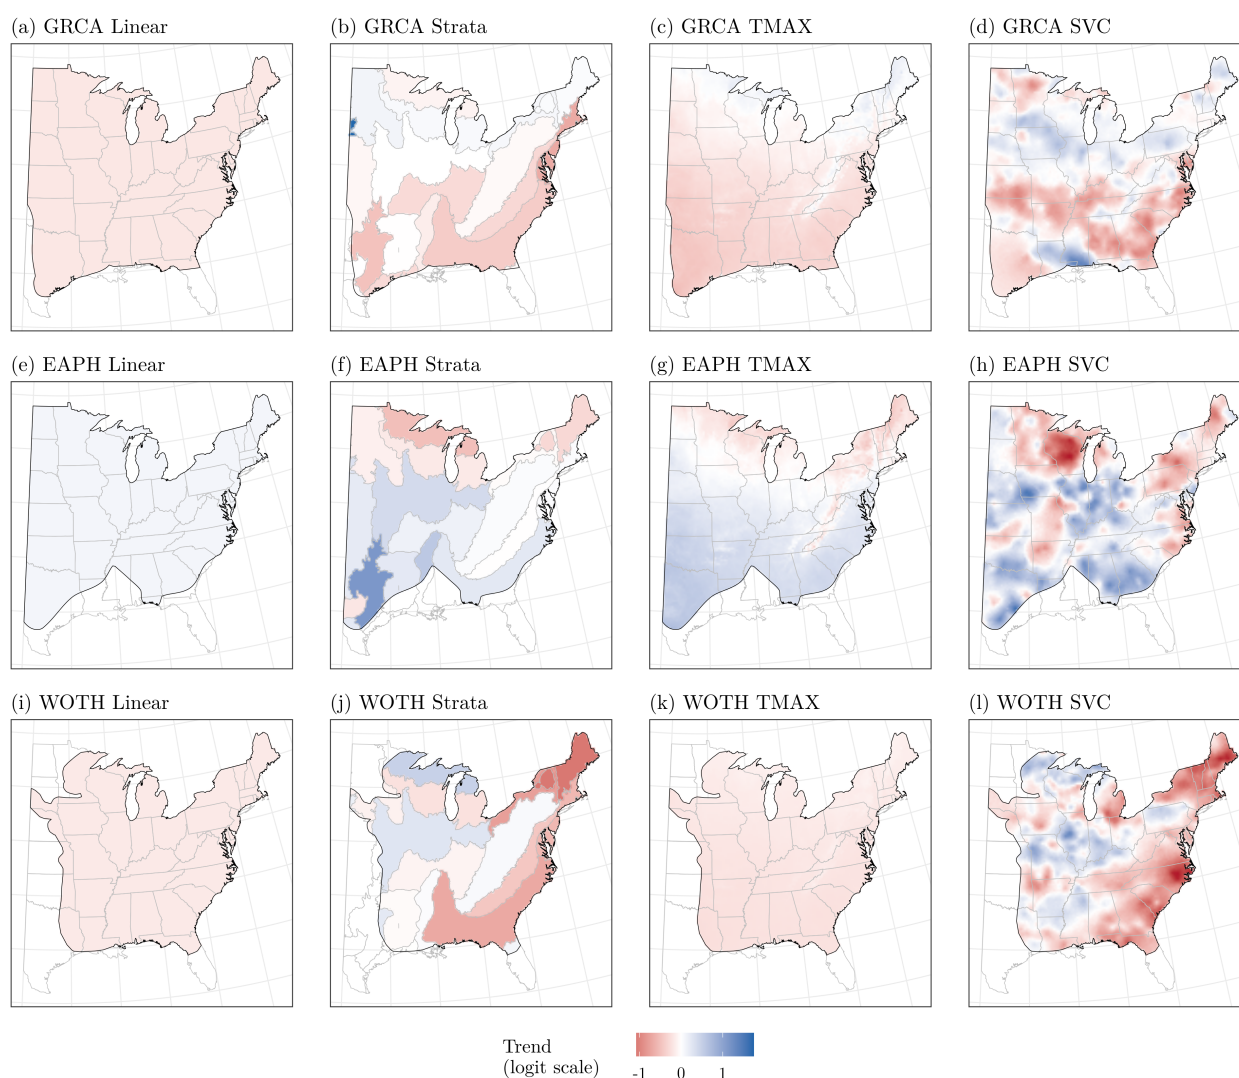 (a) GRCA Linear
(b) GRCA Strata
(c) GRCA TMAX
(d) GRCA SVC
(e) EAPH Linear
(f) EAPH Strata
(g) EAPH TMAX
(h) EAPH SVC
(i) WOTH Linear
(j) WOTH Strata
(k) WOTH TMAX
(l) WOTH SVC
Trend
(logit scale)
-1 0 1